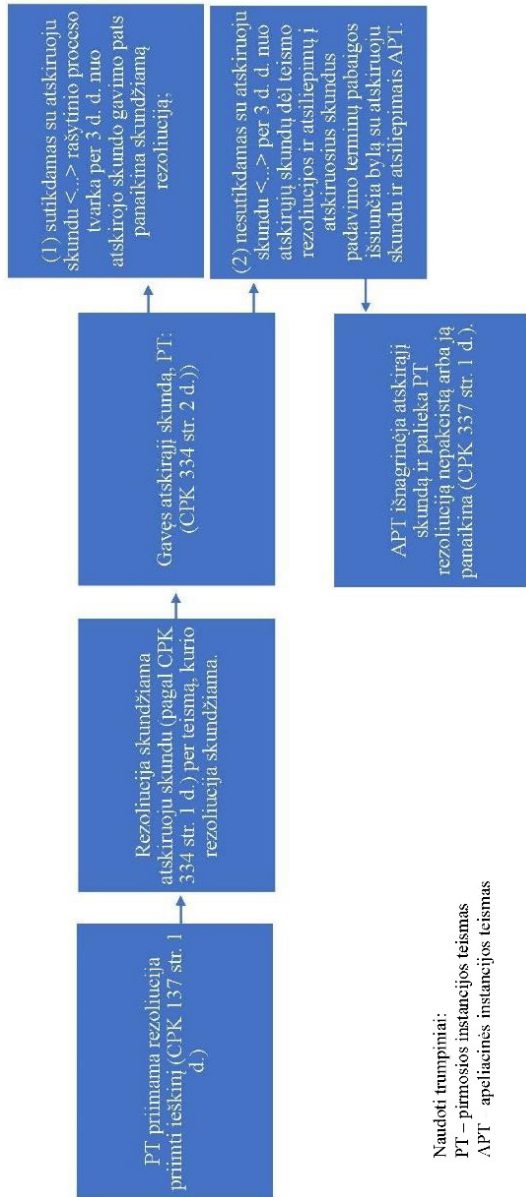 PT priimama rezoliucija
priimti ieškinį (CPK 137 str. 1
d.)
Rezoliucija skundžiama
atskiruoju skundu (pagal CPK
334 str. 1 d.) per teismą, kurio
rezoliucija skundžiama.
Gavęs atskirąjį skundą, PT:
(CPK 334 str. 2 d.))
(1) sutikdamas su atskiruoju
skundu <...> rašytinio proceso
tvarka per 3 d. d. nuo
atskirojo skundo gavimo pats
panaikina skundžiamą
rezoliuciją;
(2) nesutikdamas su atskiruoju
skundu <...> per 3 d. d. nuo
atskirųjų skundų dėl teismo
rezoliucijos ir atsiliepimų į
atskiruosius skundus
padavimo terminų pabaigos
išsiunčia bylą su atskiruoju
skundu ir atsiliepimais APT.
APT išnagrinėja atskirąjį
skundą ir palieka PT
rezoliuciją nepakeistą arba ją
panaikina (CPK 337 str. 1 d.).
Naudoti trumpiniai:
PT – pirmosios instancijos teismas
APT – apeliacinės instancijos teismas